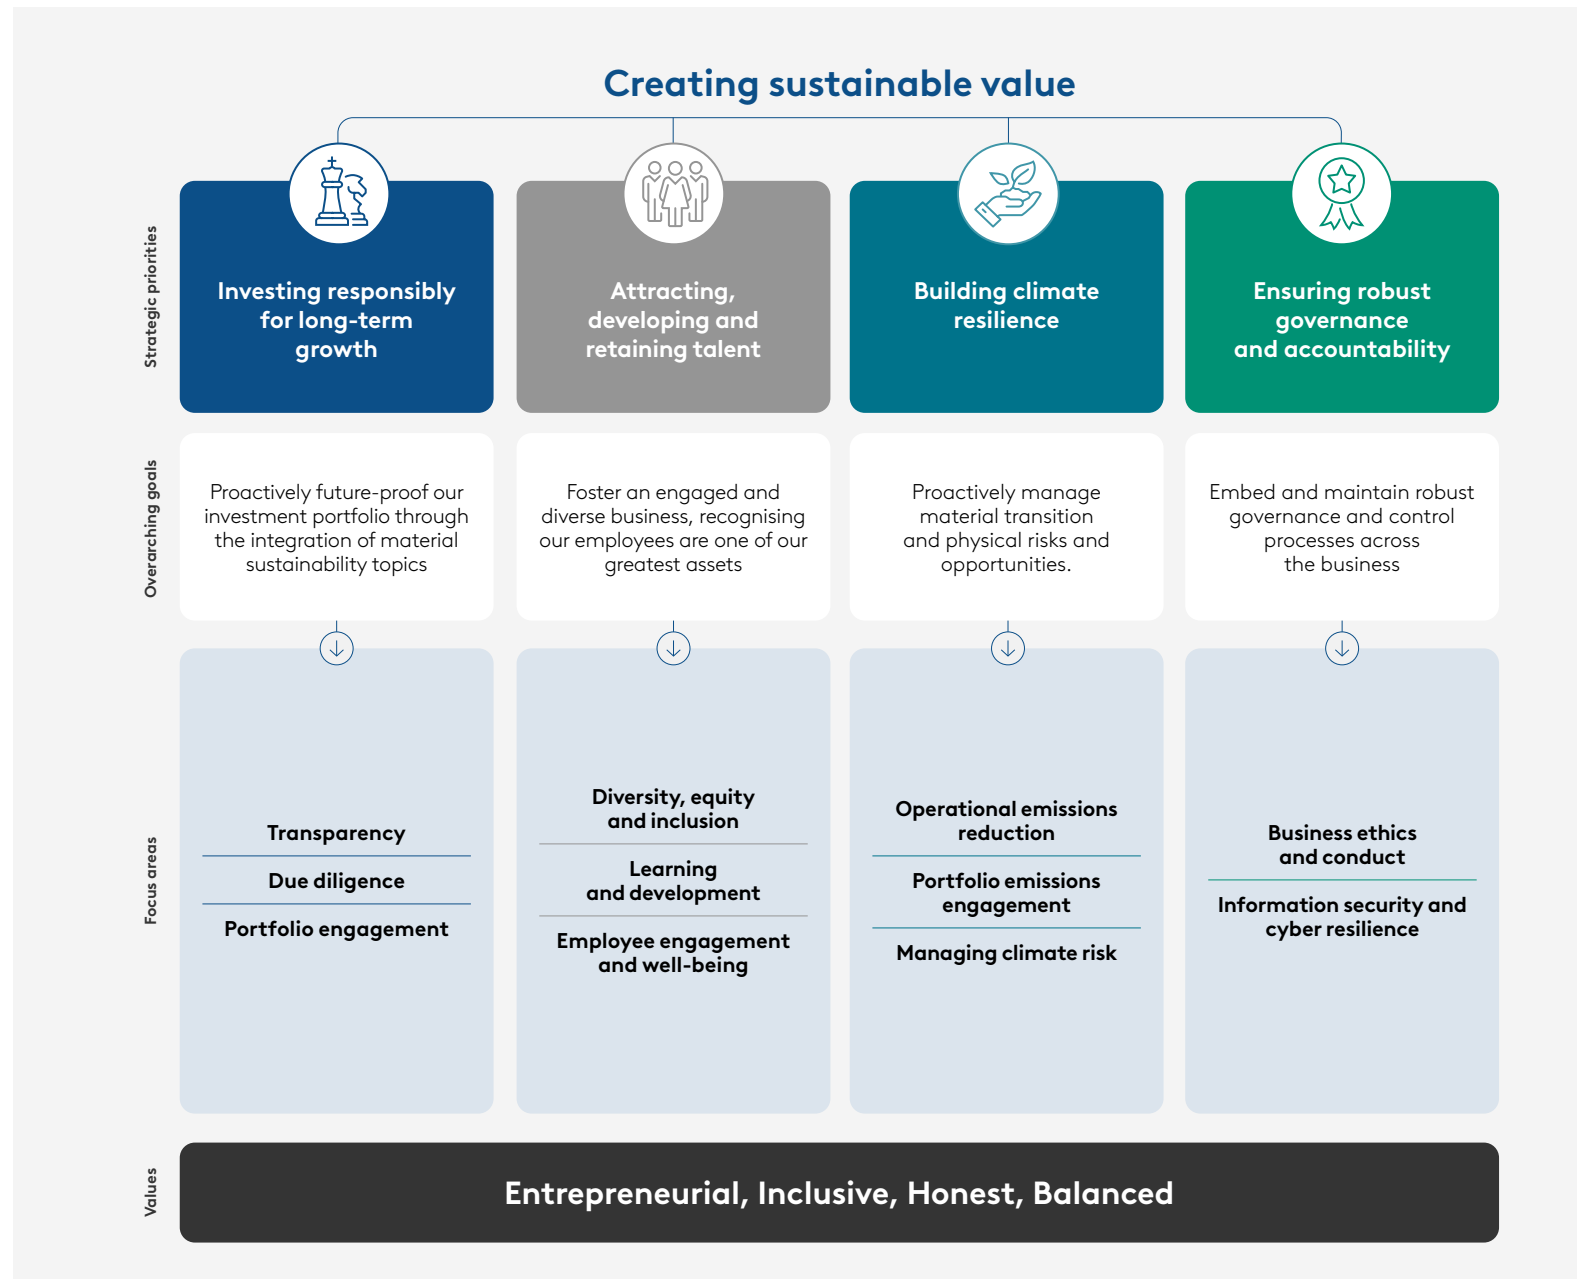 Creating sustainable value
Strategic priorities
Investing responsibly
for long-term
growth
Attracting,
developing and
retaining talent
Building climate
resilience
Ensuring robust
governance
and accountability
Overarching goals
Proactively future-proof our
investment portfolio through
the integration of material
sustainability topics
Foster an engaged and
diverse business, recognising
our employees are one of our
greatest assets
Proactively manage
material transition
and physical risks and
opportunities.
Embed and maintain robust
governance and control
processes across
the business
Focus areas
Transparency
Due diligence
Portfolio engagement
Diversity, equity
and inclusion
Learning
and development
Employee engagement
and well-being
Operational emissions
reduction
Portfolio emissions
engagement
Managing climate risk
Business ethics
and conduct
Information security and
cyber resilience
Values
Entrepreneurial, Inclusive, Honest, Balanced